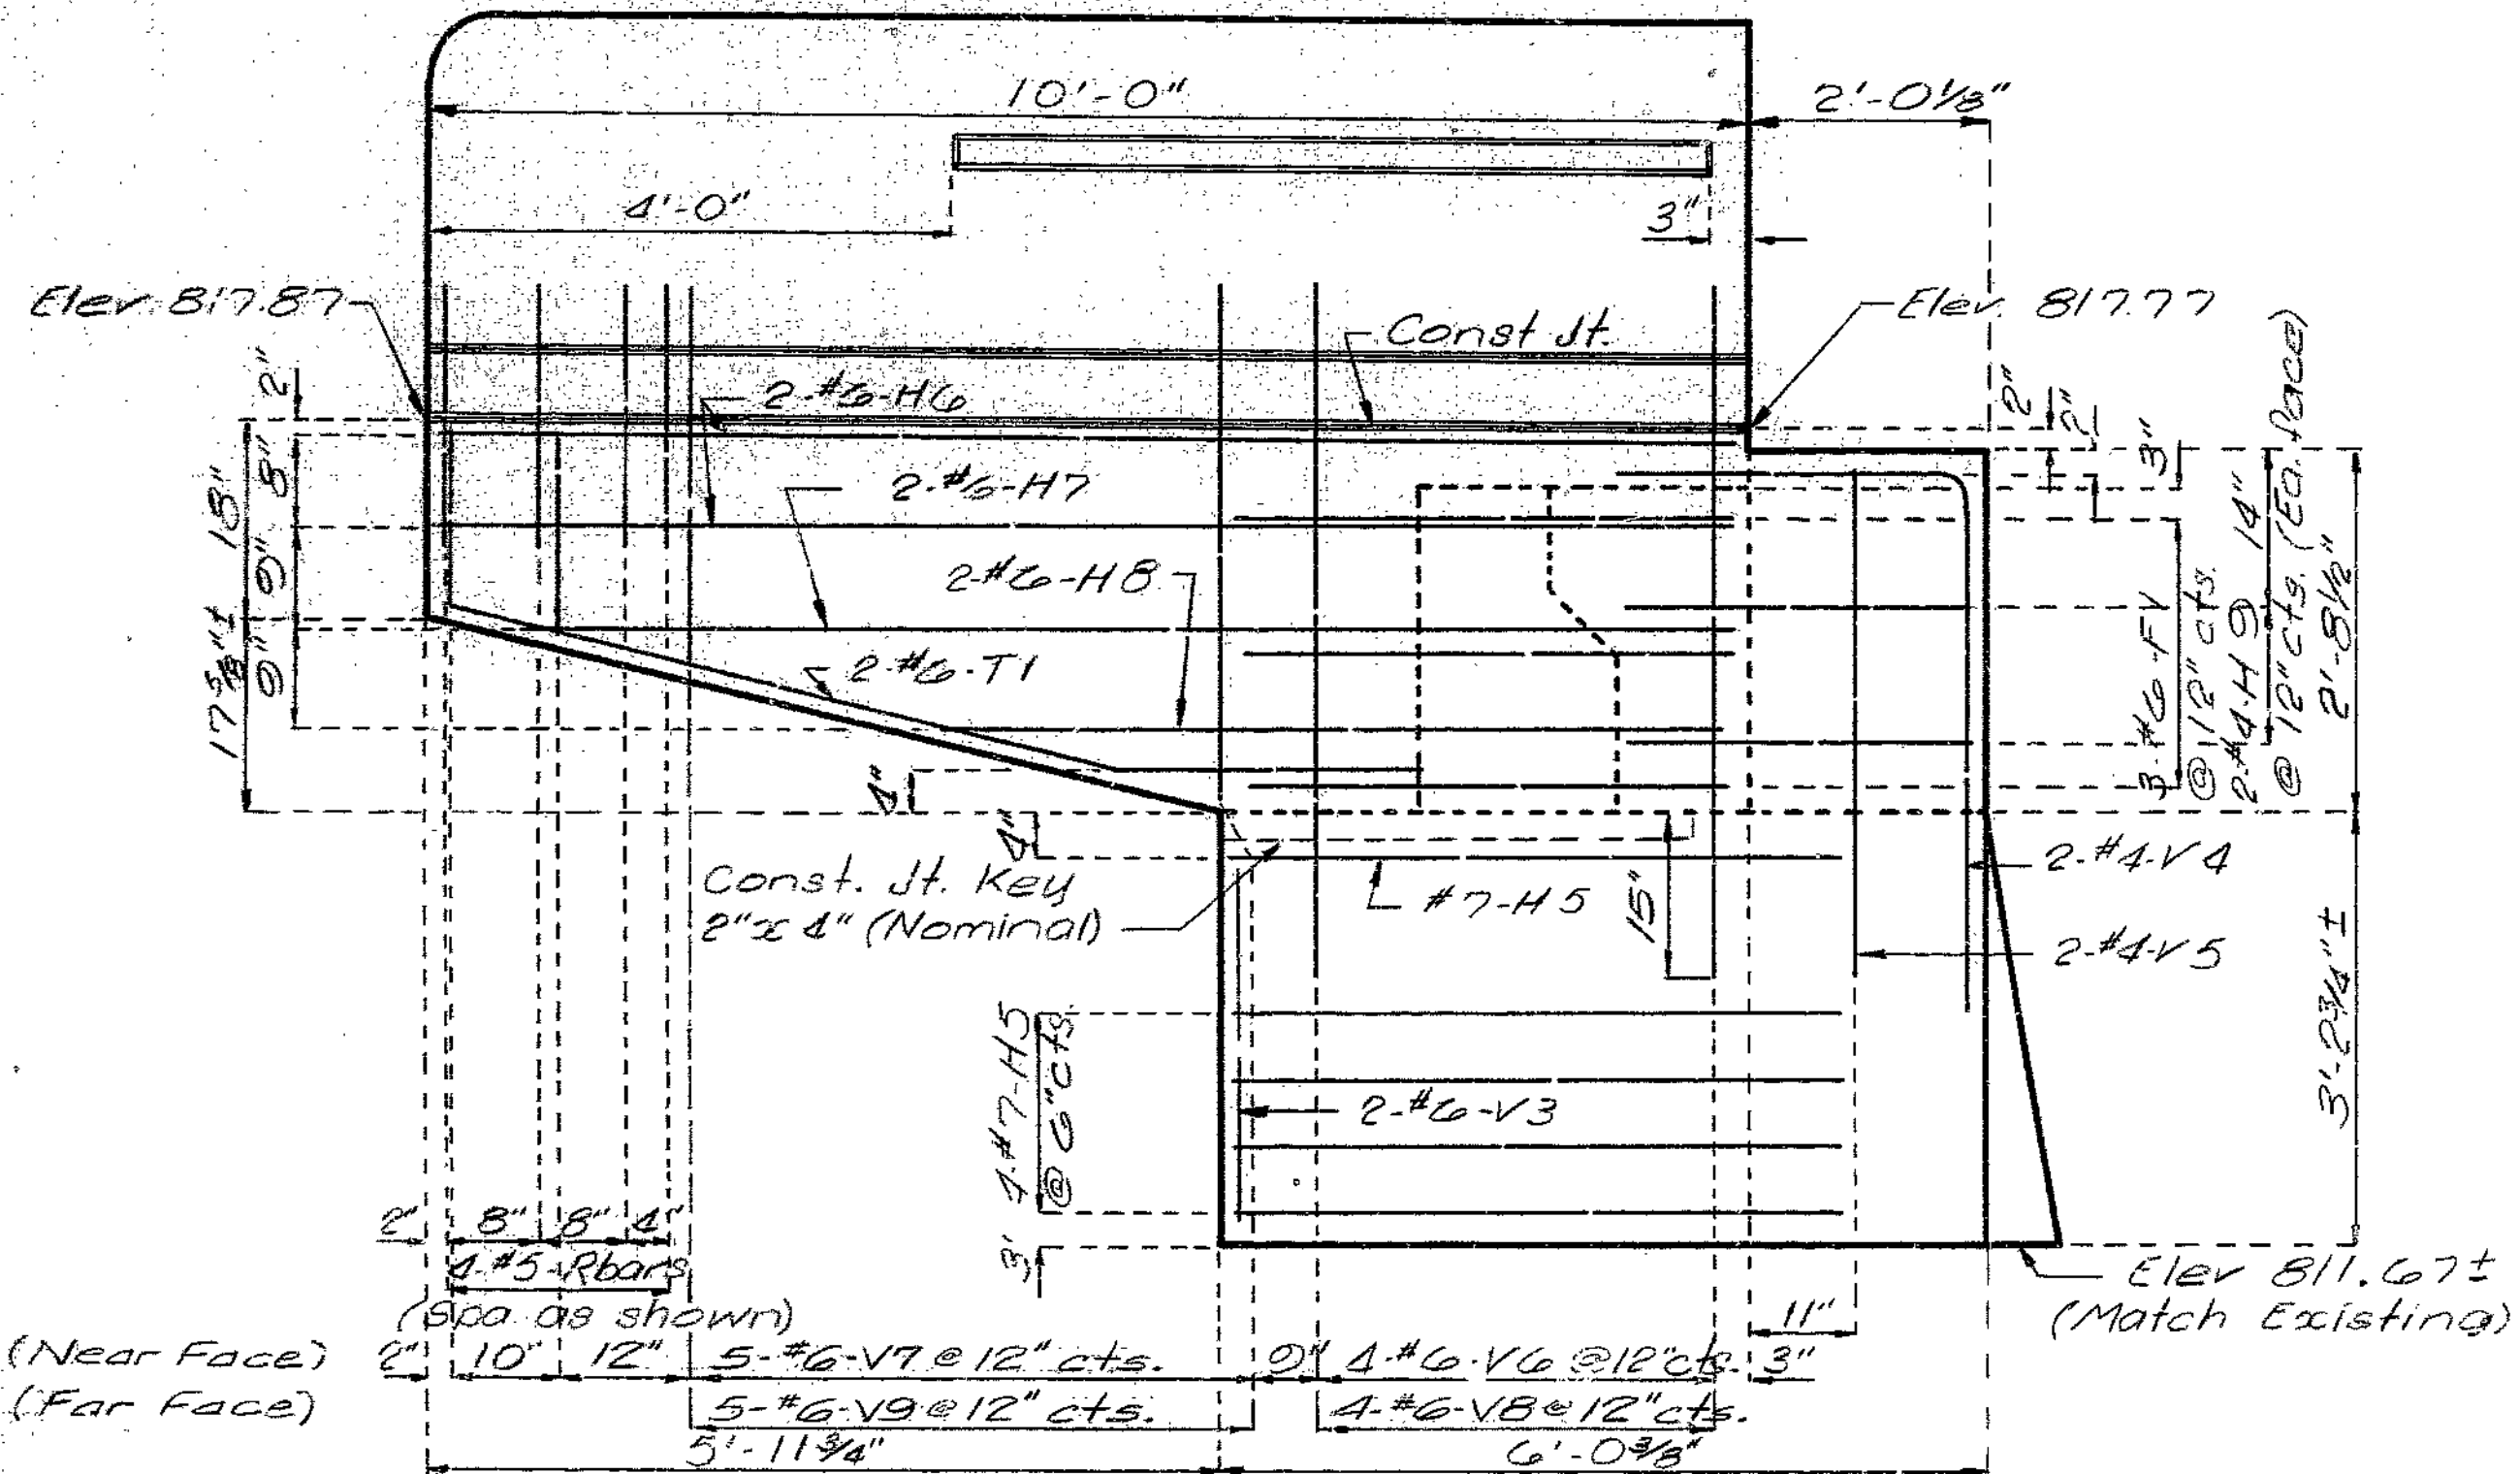 10'-0"
2'-0⅛"
4'-0"
3"
Elev. 817.87
Elev. 817.77
Const Jt.
2"
2-#6-H6
2"
2"
3"
8"
18"
9"
2-#6-H7
2-#6-H8
2-#6-T1
17⅝"±
9"
3-#6-FV
@ 12" cts.
2-#4-H9
14"
@ 12" cts. (Ea. face)
2'-8½"
4"
4"
Const. Jt. Key
2"x 4" (Nominal)
#7-H5
15"
2-#4-V4
2-#4-V5
3'-2¾"±
4-#7-H5
@ 6" cts.
2-#6-V3
3"
2" 8" 8" 4"
4-#5-Rbars
(Spa. as shown)
Elev 811.67±
(Match Existing)
11"
(Near Face) 2" 10" 12" 5-#6-V7 @ 12" cts. 9" 4-#6-V6 @12"cts. 3"
(Far Face) 5-#6-V9 @ 12" cts. 4-#6-V8 @ 12" cts.
5'-11¾" 6'-0⅜"